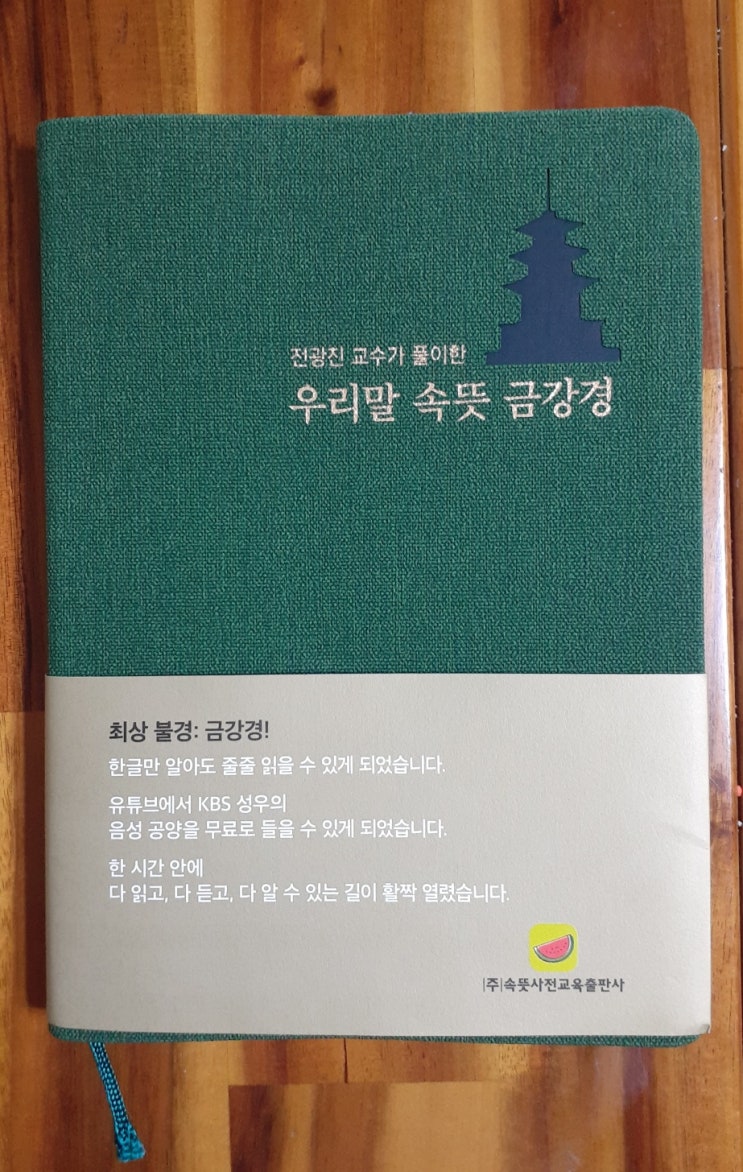 전광진 교수가 풀이한
우리말 속뜻 금강경
최상 불경: 금강경!
한글만 알아도 줄줄 읽을 수 있게 되었습니다.
유튜브에서 KBS 성우의
음성 공양을 무료로 들을 수 있게 되었습니다.
한 시간 안에
다 읽고, 다 듣고, 다 알 수 있는 길이 활짝 열렸습니다.
|주|속뜻사전교육출판사